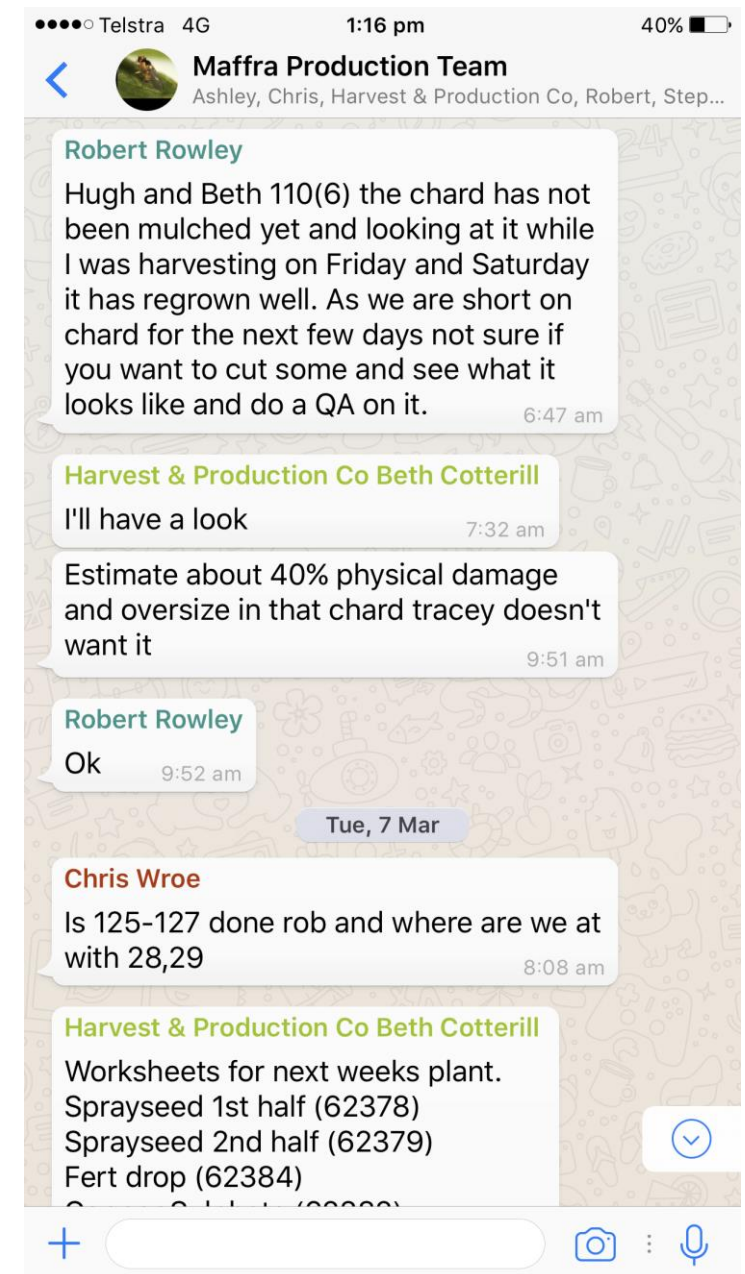 Telstra 4G 1:16 pm 40%
Maffra Production Team
Ashley, Chris, Harvest & Production Co, Robert, Step...
Robert Rowley
Hugh and Beth 110(6) the chard has not
been mulched yet and looking at it while
I was harvesting on Friday and Saturday
it has regrown well. As we are short on
chard for the next few days not sure if
you want to cut some and see what it
looks like and do a QA on it. 6:47 am
Harvest & Production Co Beth Cotterill
I'll have a look 7:32 am
Estimate about 40% physical damage
and oversize in that chard tracey doesn't
want it 9:51 am
Robert Rowley
Ok 9:52 am
Tue, 7 Mar
Chris Wroe
Is 125-127 done rob and where are we at
with 28,29 8:08 am
Harvest & Production Co Beth Cotterill
Worksheets for next weeks plant.
Sprayseed 1st half (62378)
Sprayseed 2nd half (62379)
Fert drop (62384)